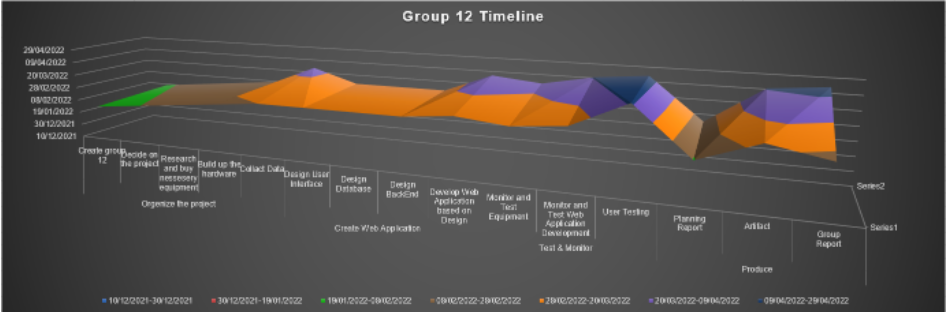 Group 12 Timeline
29/04/2022
09/04/2022
20/03/2022
28/02/2022
08/02/2022
19/01/2022
30/12/2021
10/12/2021
Create group
12
Decide on
the project
Research
and buy
nessesery
equipment
Build up the
hardware
Collact Data
Design User
Interface
Design
Database
Design
BackEnd
Develop Web
Application
based on
Design
Monitor and
Test
Equipment
Monitor and
Test Web
Application
Development
User Testing
Planning
Report
Artifact
Group
Report
Organize the project
Create Web Application
Test & Monitor
Produce
Series2
Series1
10/12/2021-30/12/2021
30/12/2021-19/01/2022
19/01/2022-08/02/2022
08/02/2022-28/02/2022
28/02/2022-20/03/2022
20/03/2022-09/04/2022
09/04/2022-29/04/2022